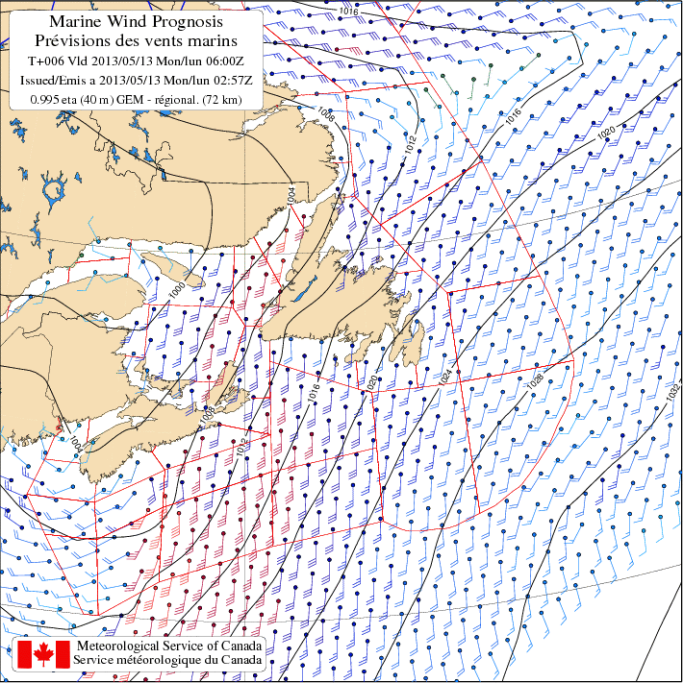 Marine Wind Prognosis
Prévisions des vents marins
T+006 Vld 2013/05/13 Mon/lun 06:00Z
Issued/Emis a 2013/05/13 Mon/lun 02:57Z
0.995 eta (40 m) GEM - régional. (72 km)
1016
1008
1012
1016
1020
1004
1000
1016
1020
1024
1028
1032
1008
1012
1004
Meteorological Service of Canada
Service météorologique du Canada